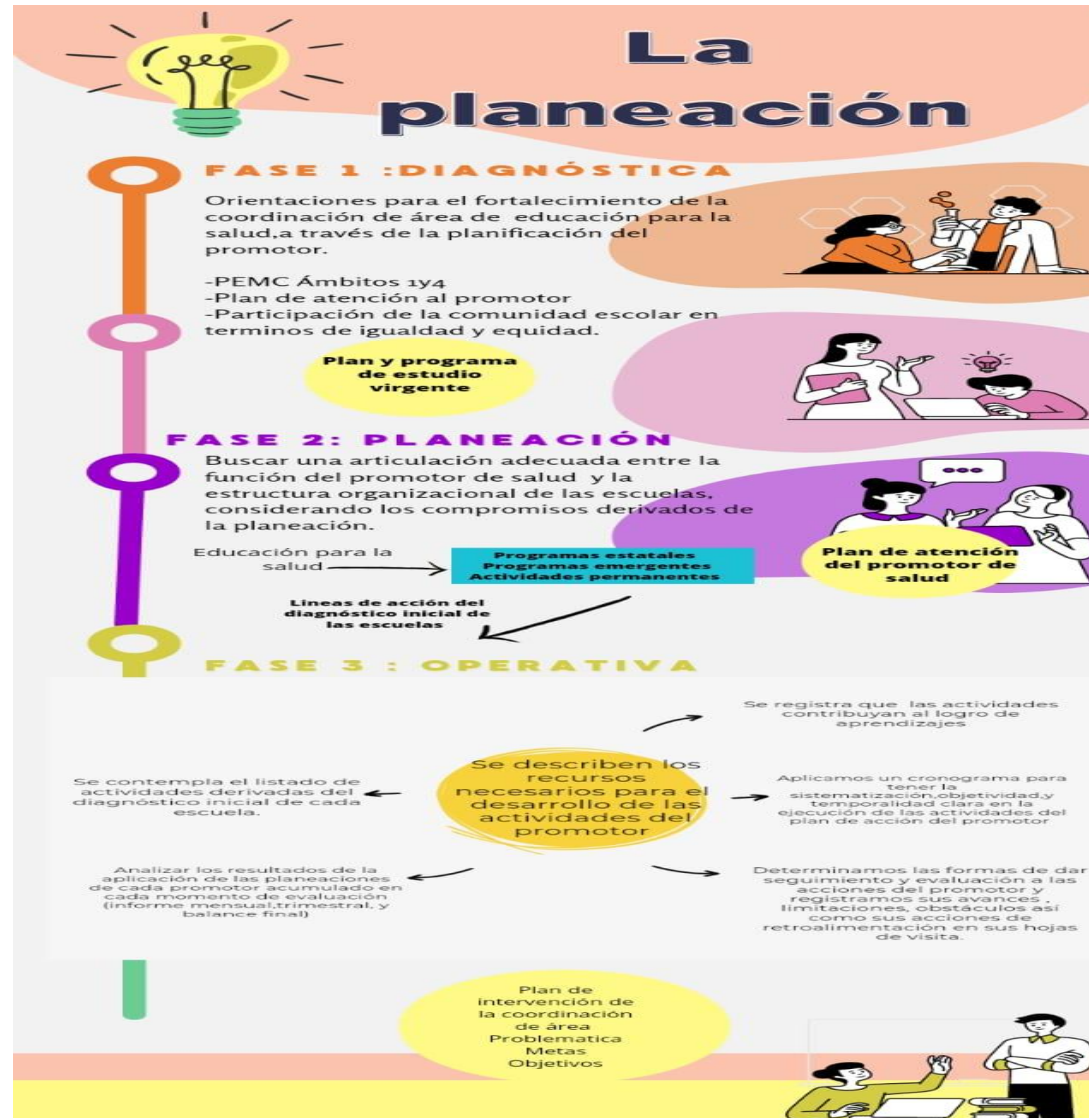 La
planeación
FASE 1 :DIAGNÓSTICA
Orientaciones para el fortalecimiento de la
coordinación de área de educación para la
salud,a través de la planificación del
promotor.
-PEMC Ámbitos 1y4
-Plan de atención al promotor
-Participación de la comunidad escolar en
terminos de igualdad y equidad.
Plan y programa
de estudio
virgente
FASE 2: PLANEACIÓN
Buscar una articulación adecuada entre la
función del promotor de salud y la
estructura organizacional de las escuelas,
considerando los compromisos derivados de
la planeación.
Educación para la
salud
Programas estatales
Programas emergentes
Actividades permanentes
Plan de atención
del promotor de
salud
Lineas de acción del
diagnóstico inicial de
las escuelas
FASE 3 : OPERATIVA
Se describen los
recursos
necesarios para el
desarrollo de las
actividades del
promotor
Se registra que las actividades
contribuyan al logro de
aprendizajes
Se contempla el listado de
actividades derivadas del
diagnóstico inicial de cada
escuela.
Aplicamos un cronograma para
tener la
sistematización,objetividad,y
temporalidad clara en la
ejecución de las actividades del
plan de acción del promotor
Analizar los resultados de la
aplicación de las planeaciones
de cada promotor acumulado en
cada momento de evaluación
(informe mensual,trimestral, y
balance final)
Determinamos las formas de dar
seguimiento y evaluación a las
acciones del promotor y
registramos sus avances ,
limitaciones, obstáculos así
como sus acciones de
retroalimentación en sus hojas
de visita.
Plan de
intervención de
la coordinación
de área
Problematica
Metas
Objetivos